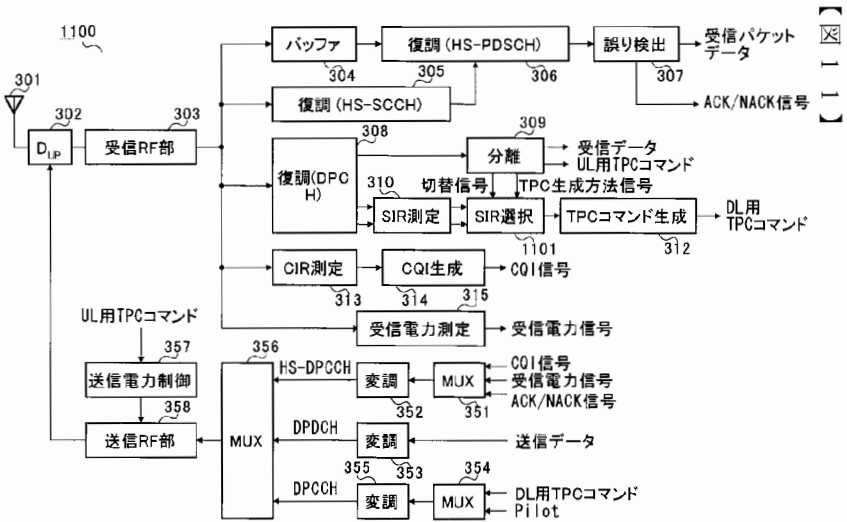 【図11】
1100
301
302
DUP
303
受信RF部
バッファ
304
305
復調(HS-PDSCH)
306
誤り検出
307
受信パケット
データ
ACK/NACK信号
復調(HS-SCCH)
308
復調(DPC
H)
309
分離
受信データ
UL用TPCコマンド
切替信号
TPC生成方法信号
310
SIR測定
SIR選択
1101
TPCコマンド生成
312
DL用
TPCコマンド
CIR測定
313
CQI生成
314
CQI信号
315
受信電力測定
受信電力信号
UL用TPCコマンド
357
送信電力制御
358
送信RF部
356
MUX
HS-DPCCH
変調
352
MUX
351
CQI信号
受信電力信号
ACK/NACK信号
DPDCH
変調
353
送信データ
DPCCH
355
変調
354
MUX
DL用TPCコマンド
Pilot